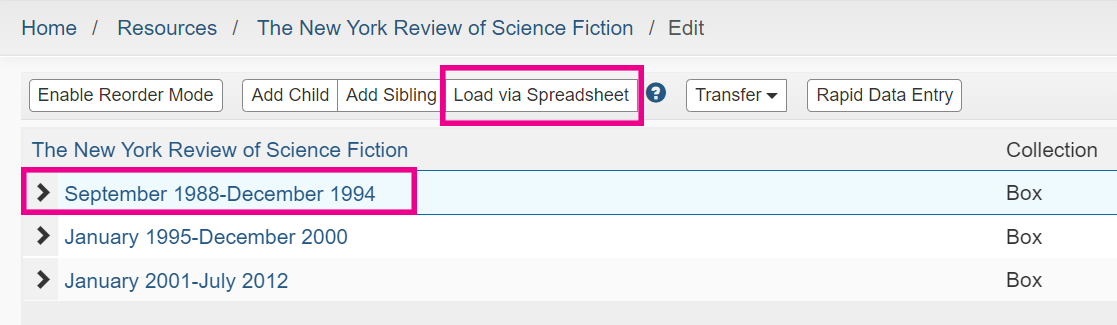 Home / Resources / The New York Review of Science Fiction / Edit
Enable Reorder Mode Add Child Add Sibling Load via Spreadsheet ? Transfer Rapid Data Entry
The New York Review of Science Fiction Collection
September 1988-December 1994 Box
January 1995-December 2000 Box
January 2001-July 2012 Box